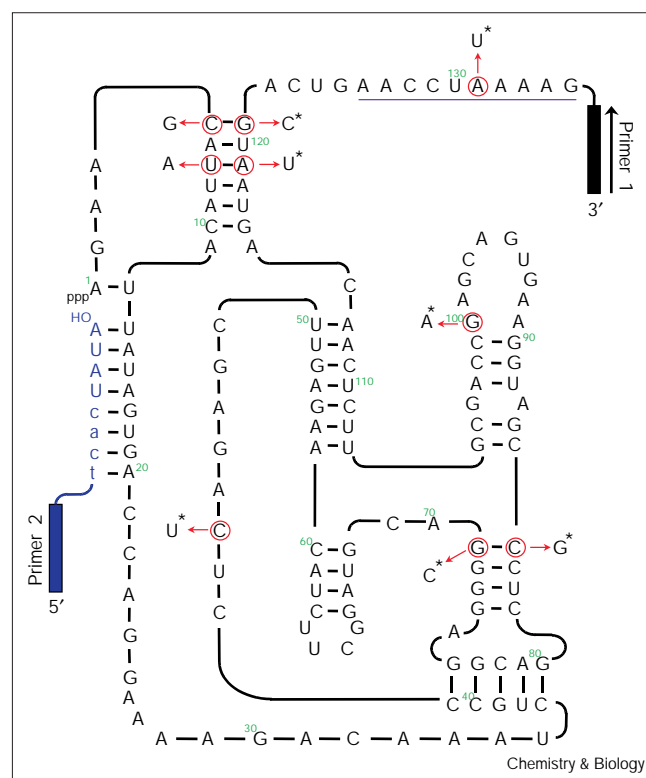 U*
130
A C U G A A C C U A A A A G
G C G C*
A U 120
A U A U*
U A
A U
10 C G
A A
A A G A
1
ppp
U
HO
A U A U c a c t
U A U A G U G A
20
C C A G G A A A A G A C A A A U
30
Primer 1
3′
Primer 2
5′
C G A G A C U C
U*
50
U U G A G A A
C A A C U C U U
110
60
C A U C U U
G U A G G C
C A
70
A*
100
G C A G C C A G C G
A G U G A A G G U A G C
90
G C
C*
G*
G G G A
C U C
G G C A G
80
C C G U C
40
Chemistry & Biology